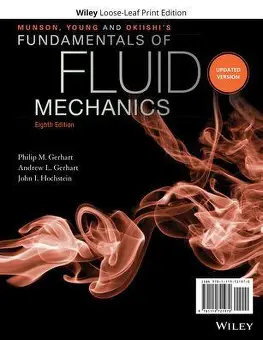 Wiley Loose-Leaf Print Edition
MUNSON, YOUNG AND OKIISHI'S
FUNDAMENTALS OF
FLUID
MECHANICS
UPDATED
VERSION!
Eighth Edition
Philip M. Gerhart
Andrew L. Gerhart
John I. Hochstein
WILEY